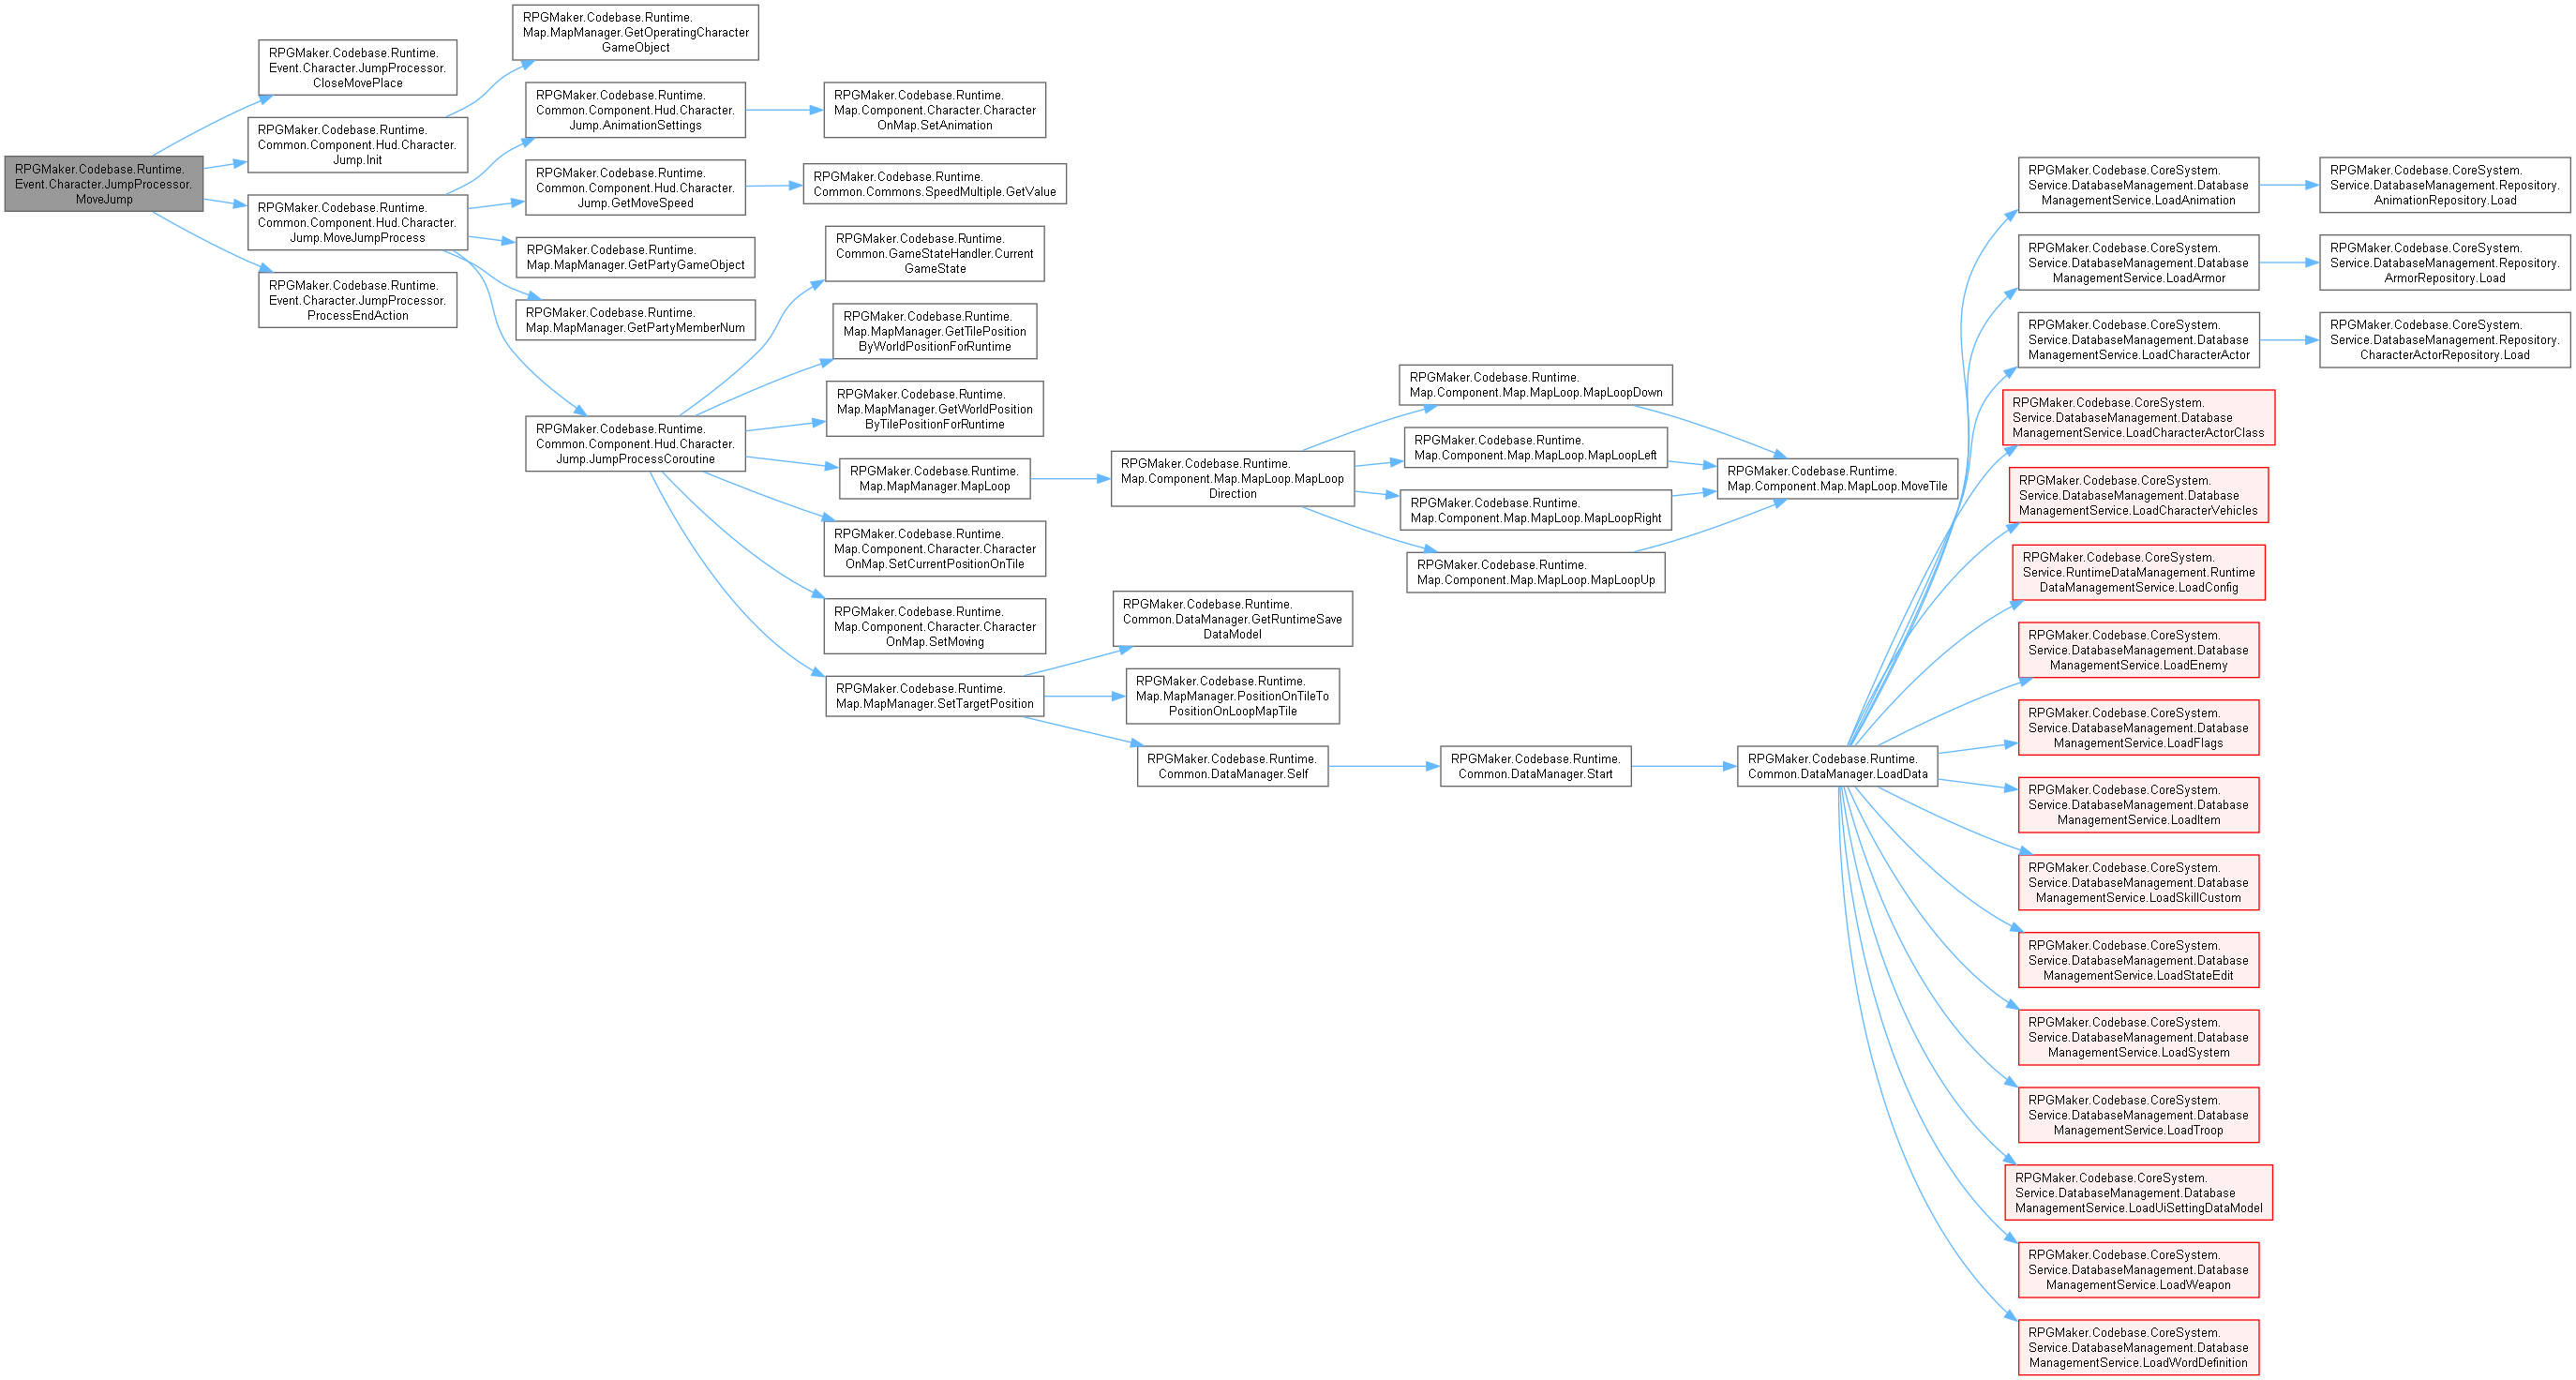 RPGMaker.Codebase.Runtime.
Event.Character.JumpProcessor.
MoveJump
RPGMaker.Codebase.Runtime.
Event.Character.JumpProcessor.
CloseMovePlace
RPGMaker.Codebase.Runtime.
Common.Component.Hud.Character.
Jump.Init
RPGMaker.Codebase.Runtime.
Common.Component.Hud.Character.
Jump.MoveJumpProcess
RPGMaker.Codebase.Runtime.
Event.Character.JumpProcessor.
ProcessEndAction
RPGMaker.Codebase.Runtime.
Map.MapManager.GetOperatingCharacter
GameObject
RPGMaker.Codebase.Runtime.
Common.Component.Hud.Character.
Jump.AnimationSettings
RPGMaker.Codebase.Runtime.
Common.Component.Hud.Character.
Jump.GetMoveSpeed
RPGMaker.Codebase.Runtime.
Map.MapManager.GetPartyGameObject
RPGMaker.Codebase.Runtime.
Map.MapManager.GetPartyMemberNum
RPGMaker.Codebase.Runtime.
Common.Component.Hud.Character.
Jump.JumpProcessCoroutine
RPGMaker.Codebase.Runtime.
Map.Component.Character.Character
OnMap.SetAnimation
RPGMaker.Codebase.Runtime.
Common.Commons.SpeedMultiple.GetValue
RPGMaker.Codebase.Runtime.
Common.GameStateHandler.Current
GameState
RPGMaker.Codebase.Runtime.
Map.MapManager.GetTilePosition
ByWorldPositionForRuntime
RPGMaker.Codebase.Runtime.
Map.MapManager.GetWorldPosition
ByTilePositionForRuntime
RPGMaker.Codebase.Runtime.
Map.MapManager.MapLoop
RPGMaker.Codebase.Runtime.
Map.Component.Character.Character
OnMap.SetCurrentPositionOnTile
RPGMaker.Codebase.Runtime.
Map.Component.Character.Character
OnMap.SetMoving
RPGMaker.Codebase.Runtime.
Map.MapManager.SetTargetPosition
RPGMaker.Codebase.Runtime.
Map.Component.Map.MapLoop.MapLoop
Direction
RPGMaker.Codebase.Runtime.
Common.DataManager.GetRuntimeSave
DataModel
RPGMaker.Codebase.Runtime.
Map.MapManager.PositionOnTileTo
PositionOnLoopMapTile
RPGMaker.Codebase.Runtime.
Common.DataManager.Self
RPGMaker.Codebase.Runtime.
Map.Component.Map.MapLoop.MapLoopDown
RPGMaker.Codebase.Runtime.
Map.Component.Map.MapLoop.MapLoopLeft
RPGMaker.Codebase.Runtime.
Map.Component.Map.MapLoop.MapLoopRight
RPGMaker.Codebase.Runtime.
Map.Component.Map.MapLoop.MapLoopUp
RPGMaker.Codebase.Runtime.
Common.DataManager.Start
RPGMaker.Codebase.Runtime.
Map.Component.Map.MapLoop.MoveTile
RPGMaker.Codebase.Runtime.
Common.DataManager.LoadData
RPGMaker.Codebase.CoreSystem.
Service.DatabaseManagement.Database
ManagementService.LoadAnimation
RPGMaker.Codebase.CoreSystem.
Service.DatabaseManagement.Database
ManagementService.LoadArmor
RPGMaker.Codebase.CoreSystem.
Service.DatabaseManagement.Database
ManagementService.LoadCharacterActor
RPGMaker.Codebase.CoreSystem.
Service.DatabaseManagement.Database
ManagementService.LoadCharacterActorClass
RPGMaker.Codebase.CoreSystem.
Service.DatabaseManagement.Database
ManagementService.LoadCharacterVehicles
RPGMaker.Codebase.CoreSystem.
Service.RuntimeDataManagement.Runtime
DataManagementService.LoadConfig
RPGMaker.Codebase.CoreSystem.
Service.DatabaseManagement.Database
ManagementService.LoadEnemy
RPGMaker.Codebase.CoreSystem.
Service.DatabaseManagement.Database
ManagementService.LoadFlags
RPGMaker.Codebase.CoreSystem.
Service.DatabaseManagement.Database
ManagementService.LoadItem
RPGMaker.Codebase.CoreSystem.
Service.DatabaseManagement.Database
ManagementService.LoadSkillCustom
RPGMaker.Codebase.CoreSystem.
Service.DatabaseManagement.Database
ManagementService.LoadStateEdit
RPGMaker.Codebase.CoreSystem.
Service.DatabaseManagement.Database
ManagementService.LoadSystem
RPGMaker.Codebase.CoreSystem.
Service.DatabaseManagement.Database
ManagementService.LoadTroop
RPGMaker.Codebase.CoreSystem.
Service.DatabaseManagement.Database
ManagementService.LoadUiSettingDataModel
RPGMaker.Codebase.CoreSystem.
Service.DatabaseManagement.Database
ManagementService.LoadWeapon
RPGMaker.Codebase.CoreSystem.
Service.DatabaseManagement.Database
ManagementService.LoadWordDefinition
RPGMaker.Codebase.CoreSystem.
Service.DatabaseManagement.Repository.
AnimationRepository.Load
RPGMaker.Codebase.CoreSystem.
Service.DatabaseManagement.Repository.
ArmorRepository.Load
RPGMaker.Codebase.CoreSystem.
Service.DatabaseManagement.Repository.
CharacterActorRepository.Load